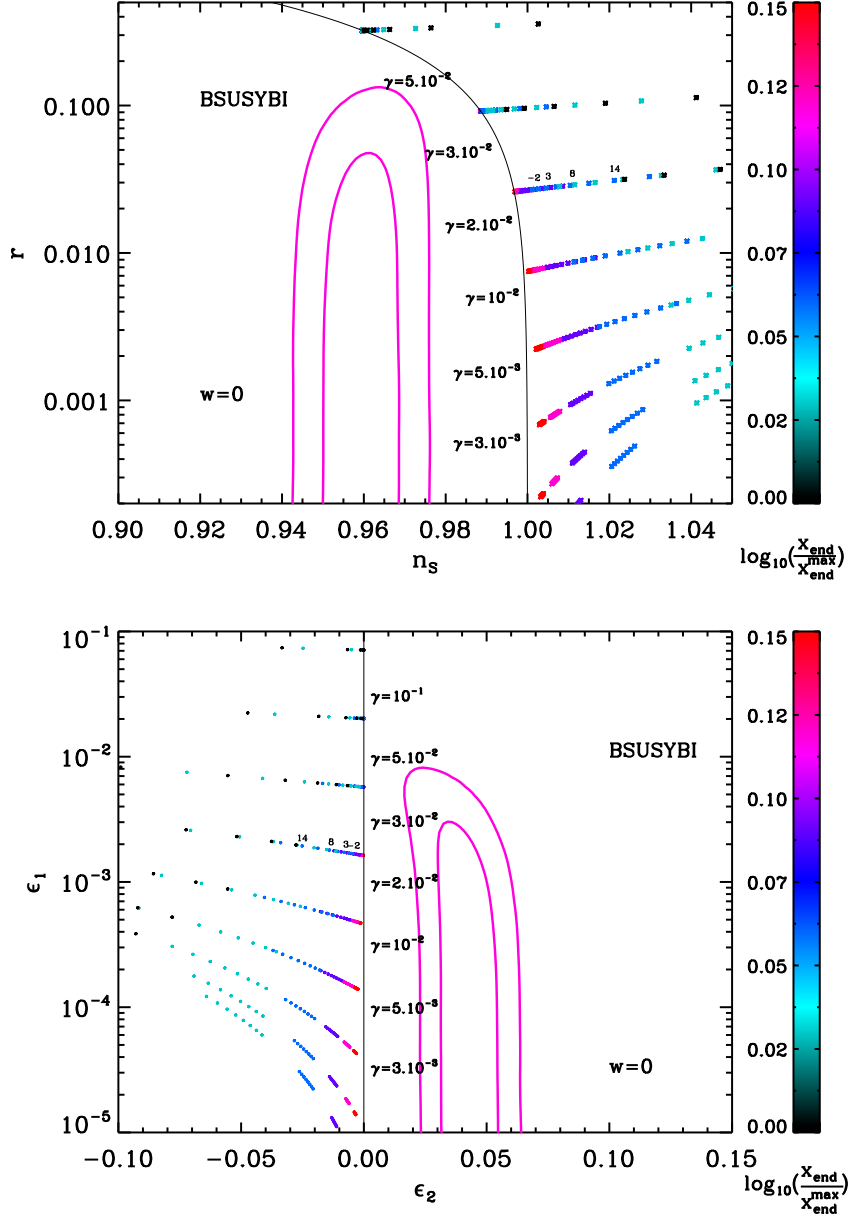 BSUSYBI
w=0
γ=5.10⁻²
γ=3.10⁻²
γ=2.10⁻²
γ=10⁻²
γ=5.10⁻³
γ=3.10⁻³
-2 3 8 14
r
0.100
0.010
0.001
0.90 0.92 0.94 0.96 0.98 1.00 1.02 1.04
n_S
0.15
0.12
0.10
0.07
0.05
0.02
0.00
log₁₀(x_end/x_end^max)
BSUSYBI
w=0
γ=10⁻¹
γ=5.10⁻²
γ=3.10⁻²
γ=2.10⁻²
γ=10⁻²
γ=5.10⁻³
γ=3.10⁻³
14 8 3 -2
ϵ₁
10⁻¹
10⁻²
10⁻³
10⁻⁴
10⁻⁵
-0.10 -0.05 0.00 0.05 0.10 0.15
ϵ₂
0.15
0.12
0.10
0.07
0.05
0.02
0.00
log₁₀(x_end/x_end^max)